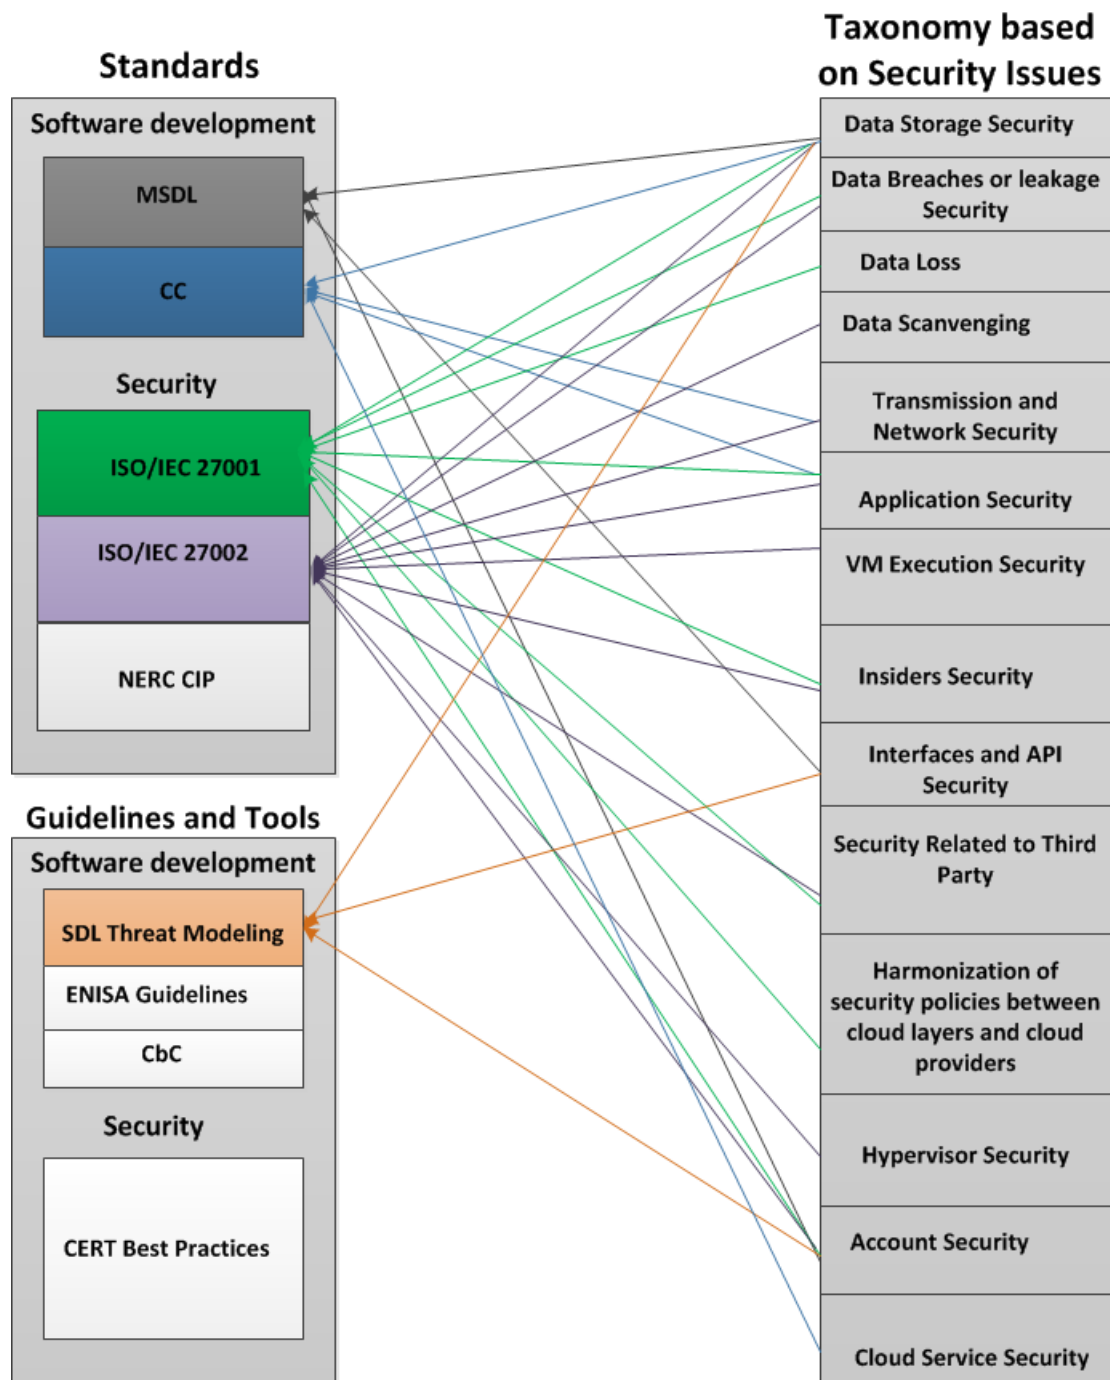 Standards
Software development
MSDL
CC
Security
ISO/IEC 27001
ISO/IEC 27002
NERC CIP
Guidelines and Tools
Software development
SDL Threat Modeling
ENISA Guidelines
CbC
Security
CERT Best Practices
Taxonomy based
on Security Issues
Data Storage Security
Data Breaches or leakage
Security
Data Loss
Data Scanvenging
Transmission and
Network Security
Application Security
VM Execution Security
Insiders Security
Interfaces and API
Security
Security Related to Third
Party
Harmonization of
security policies between
cloud layers and cloud
providers
Hypervisor Security
Account Security
Cloud Service Security